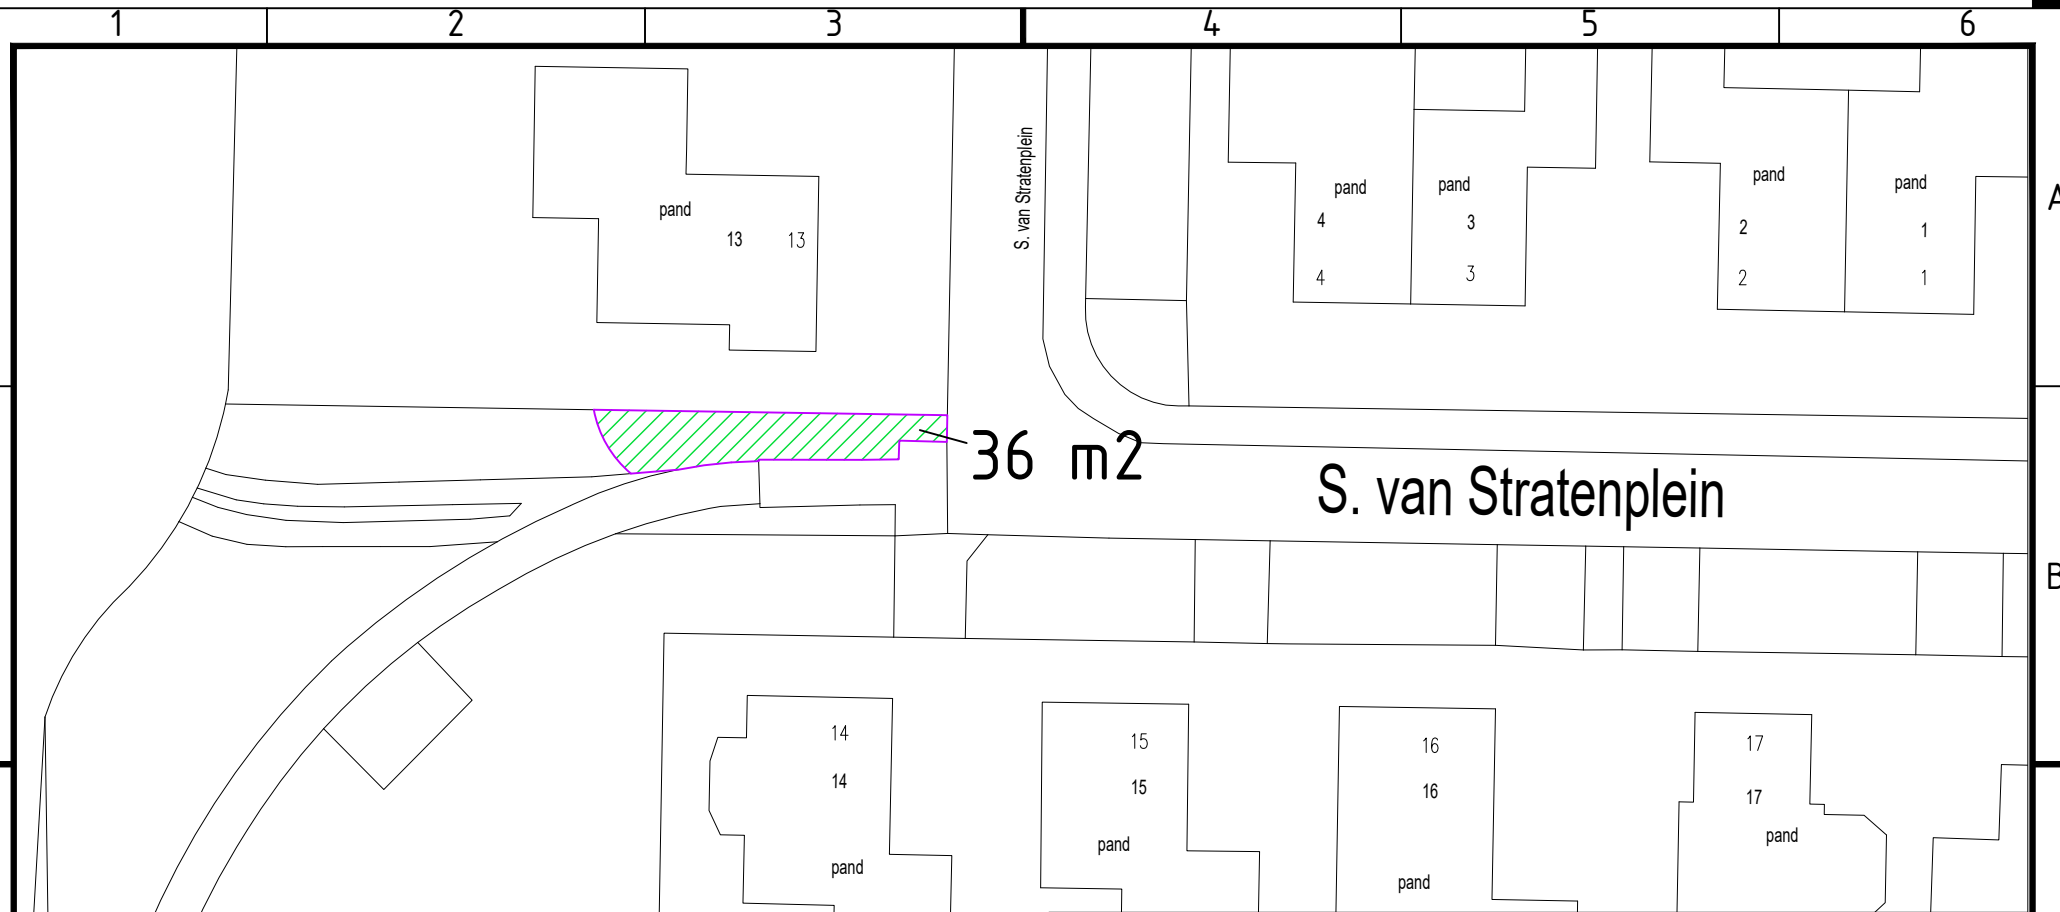 1 2 3 4 5 6
A
S. van Stratenplein
pand
13 13
pand
4
4
pand
3
3
pand
2
2
pand
1
1
36 m2
S. van Stratenplein
B
14
14
pand
15
15
pand
16
16
pand
17
17
pand